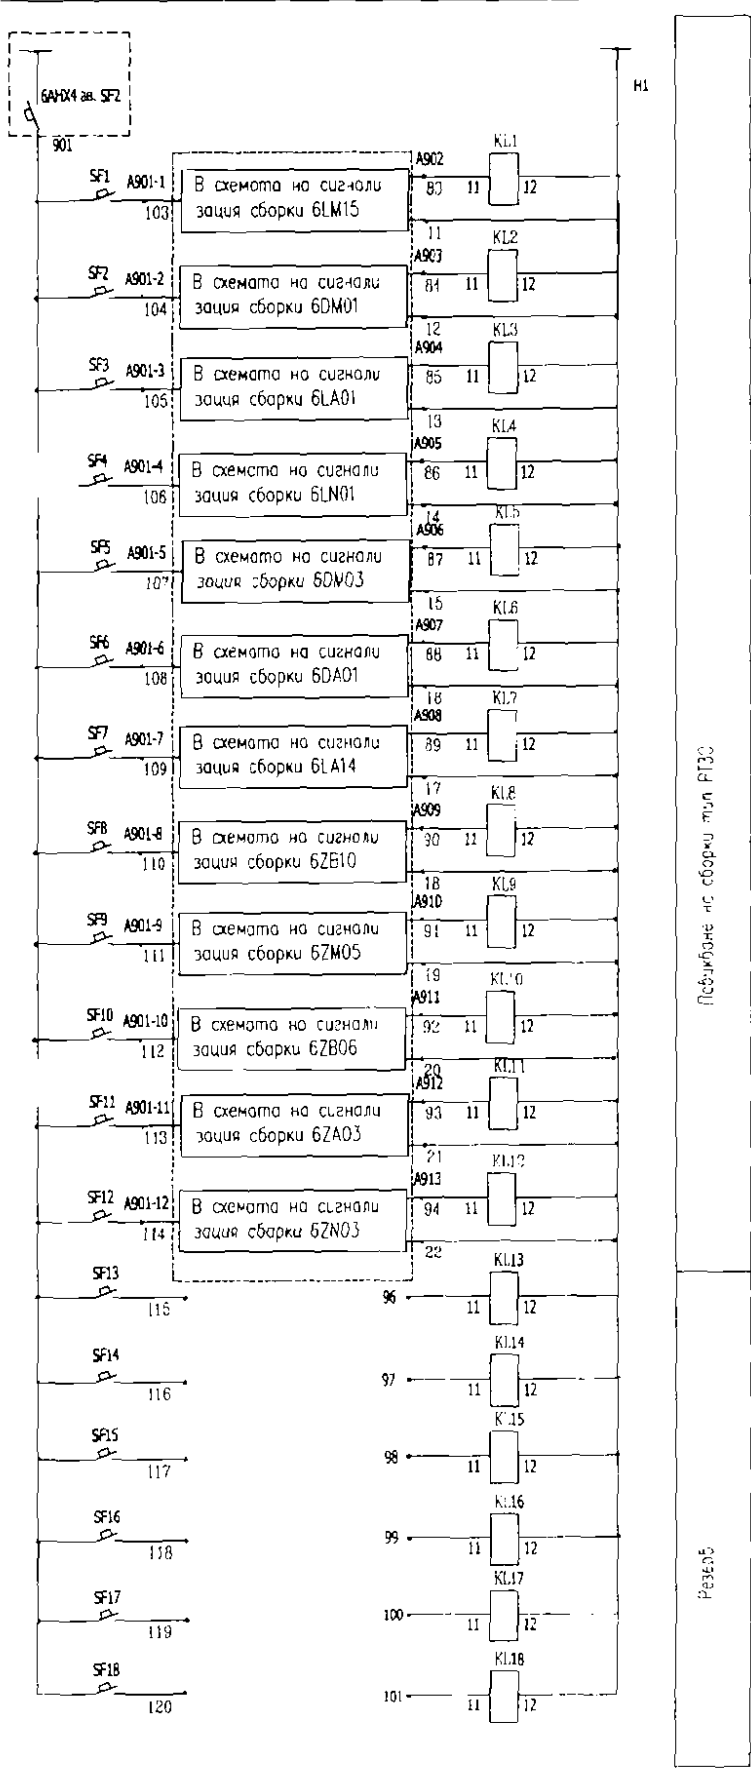 6АНХ4 ав. SF2
901
H1
SF1 A901-1 103
В схемата на сигнали
зация сборки 6LM15
A902 83 11 KL1 11 12
SF2 A901-2 104
В схемата на сигнали
зация сборки 6DM01
A903 84 12 KL2 11 12
SF3 A901-3 105
В схемата на сигнали
зация сборки 6LA01
A904 85 13 KL3 11 12
SF4 A901-4 106
В схемата на сигнали
зация сборки 6LN01
A905 86 14 KL4 11 12
SF5 A901-5 107
В схемата на сигнали
зация сборки 6DM03
A906 87 15 KL5 11 12
SF6 A901-6 108
В схемата на сигнали
зация сборки 6DA01
A907 88 KL6 11 12
SF7 A901-7 109
В схемата на сигнали
зация сборки 6LA14
A908 89 17 KL7 11 12
SF8 A901-8 110
В схемата на сигнали
зация сборки 6ZB10
A909 90 18 KL8 11 12
SF9 A901-9 111
В схемата на сигнали
зация сборки 6ZM05
A910 91 19 KL9 11 12
SF10 A901-10 112
В схемата на сигнали
зация сборки 6ZB06
A911 92 20 KL10 11 12
SF11 A901-11 113
В схемата на сигнали
зация сборки 6ZA03
A912 93 21 KL11 11 12
SF12 A901-12 114
В схемата на сигнали
зация сборки 6ZN03
A913 94 22 KL12 11 12
SF13 115 96 KL13 11 12
SF14 116 97 KL14 11 12
SF15 117 98 KL15 11 12
SF16 118 99 KL16 11 12
SF17 119 100 KL17 11 12
SF18 120 101 KL18 11 12
Повикване на сборки тип РТ30
Резерв